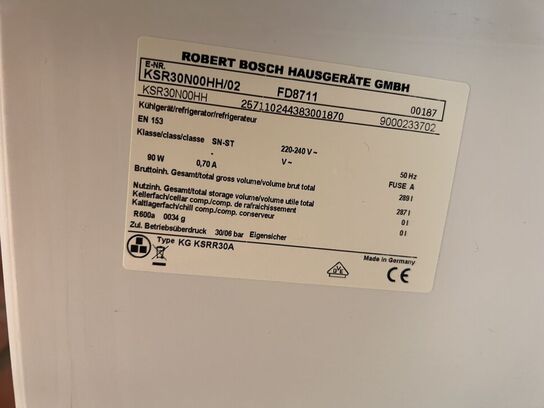 ROBERT BOSCH HAUSGERÄTE GMBH
E-NR.
KSR30N00HH/02 FD8711 00187
KSR30N00HH 267110244383001870 9000233702
Kühlgerät/refrigerator/refrigerateur
EN 153
Klasse/class/classe SN-ST 220-240 V ~ 50 Hz
- V ~ FUSE A
90 W 0,70 A
Bruttoinh. Gesamt/total gross volume/volume brut total 289 l
Nutzinh. Gesamt/total storage volume/volume utile total 287 l
Kellerfach/cellar comp./comp. de rafraichissement 0 l
Kaltlagerfach/chill comp./comp. conserveur 0 l
R600a 0034 g
Zul. Betriebsüberdruck 30/06 bar Eigensicher
Type KG KSRR30A
Made in Germany
CE